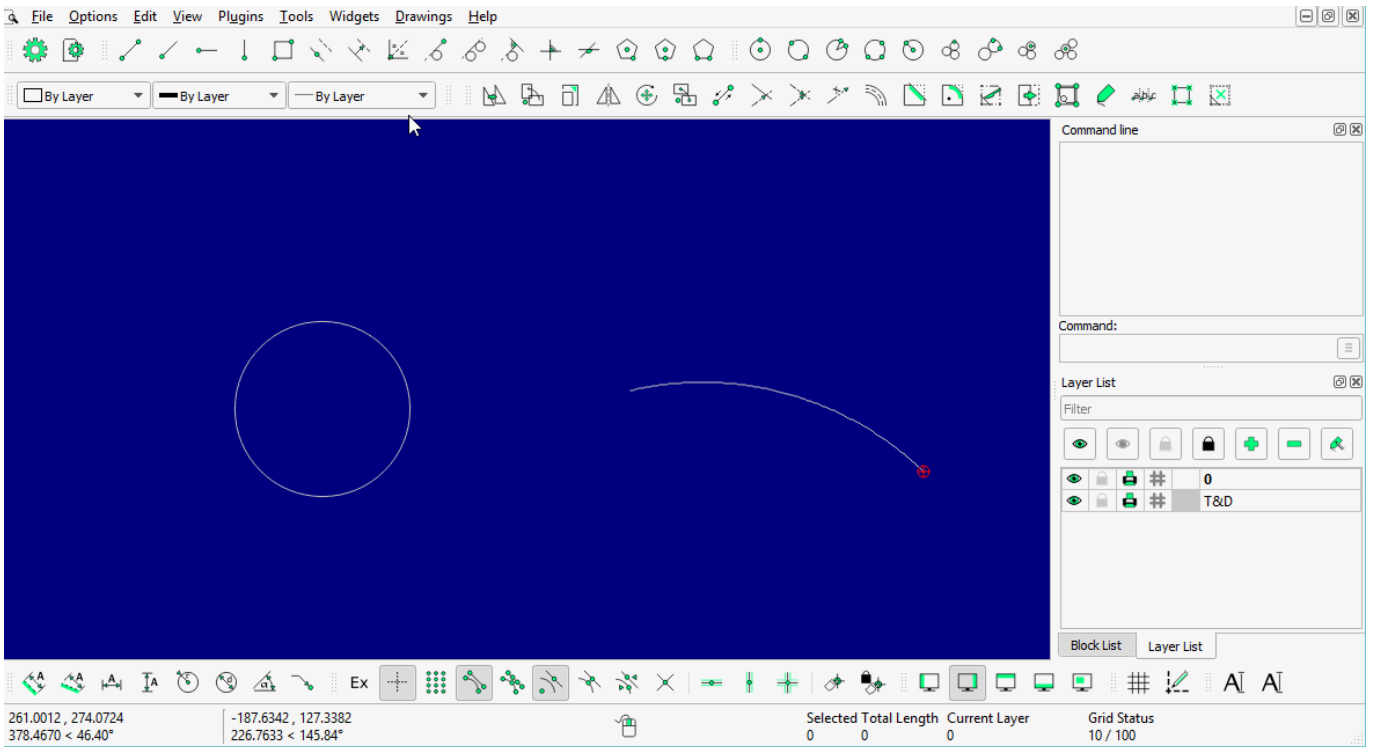 File Options Edit View Plugins Tools Widgets Drawings Help
By Layer By Layer By Layer
Command line
Command:
Layer List
Filter
0
T&D
Block List Layer List
Ex AI AI
261.0012 , 274.0724 -187.6342 , 127.3382 Selected Total Length Current Layer Grid Status
378.4670 < 46.40° 226.7633 < 145.84° 0 0 0 10 / 100